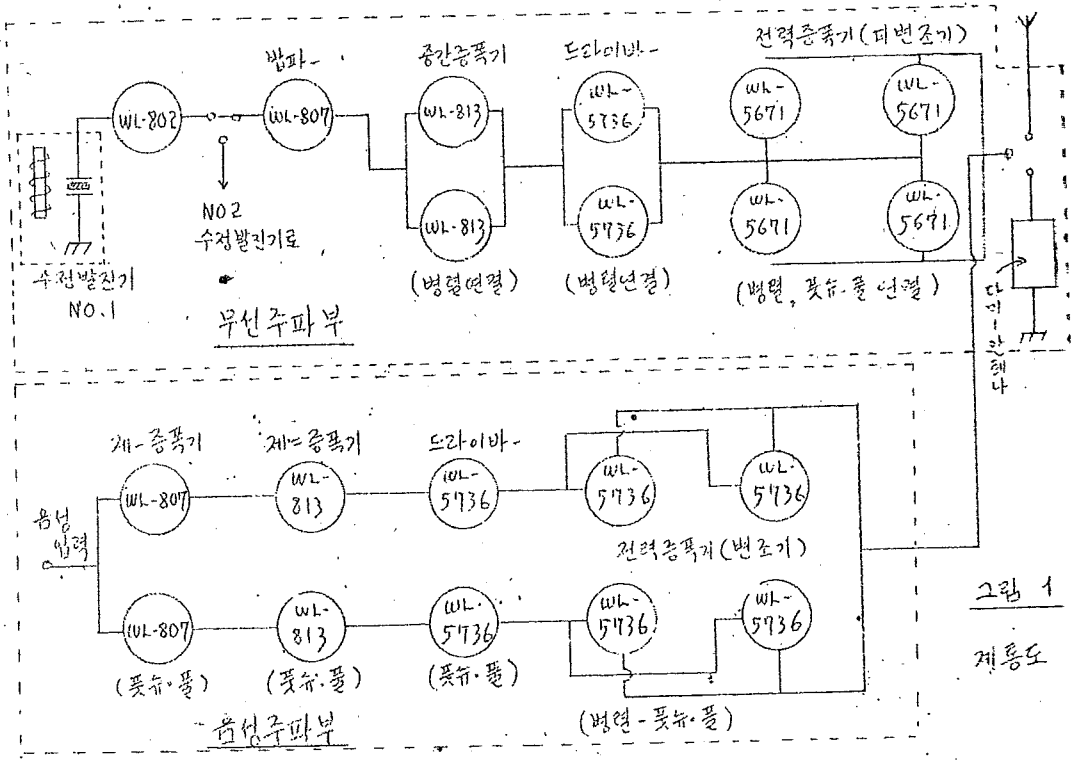 밥파-
중간증폭기
드라이바-
전력증폭기(피변조기)
WL-802
WL-807
WL-813
WL-813
WL-5736
WL-5736
WL-5671
WL-5671
WL-5671
WL-5671
NO2
수정발진기로
수정발진기
NO.1
(병렬연결)
(병렬연결)
(병렬, 풋슈·풀 연결)
무선주파부
다미-안테나
제一증폭기
제二증폭기
드라이바-
음성
입력
WL-807
WL-813
WL-5736
WL-5736
WL-5736
전력증폭기(변조기)
WL-807
WL-813
WL-5736
WL-5736
WL-5736
(풋슈·풀)
(풋슈·풀)
(풋슈·풀)
(병렬-풋슈·풀)
음성주파부
그림 1
계통도